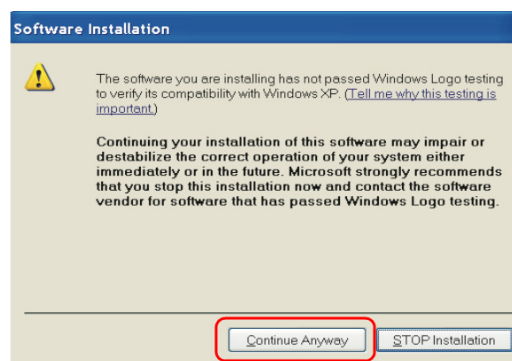 Software Installation
The software you are installing has not passed Windows Logo testing
to verify its compatibility with Windows XP. (Tell me why this testing is
important.)
Continuing your installation of this software may impair or
destabilize the correct operation of your system either
immediately or in the future. Microsoft strongly recommends
that you stop this installation now and contact the software
vendor for software that has passed Windows Logo testing.
Continue Anyway
STOP Installation